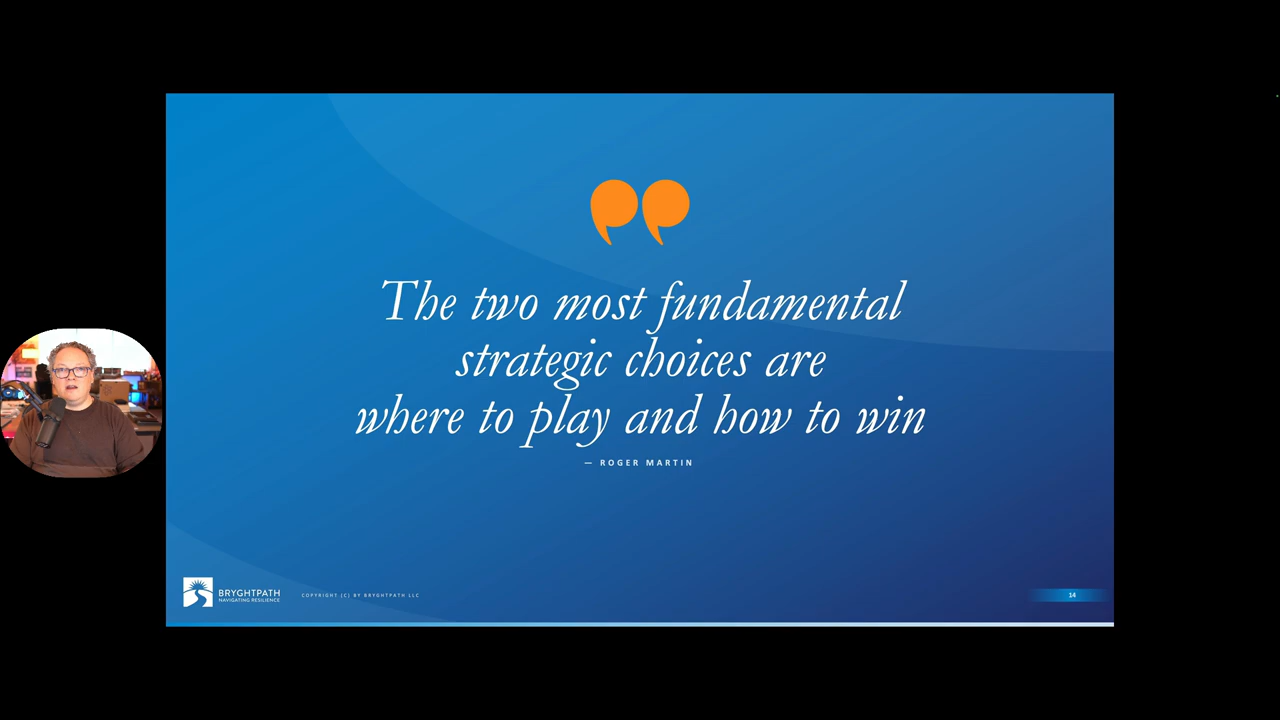 The two most fundamental
strategic choices are
where to play and how to win
— ROGER MARTIN
BRYGHTPATH
NAVIGATING RESILIENCE
COPYRIGHT (C) BY BRYGHTPATH LLC
14